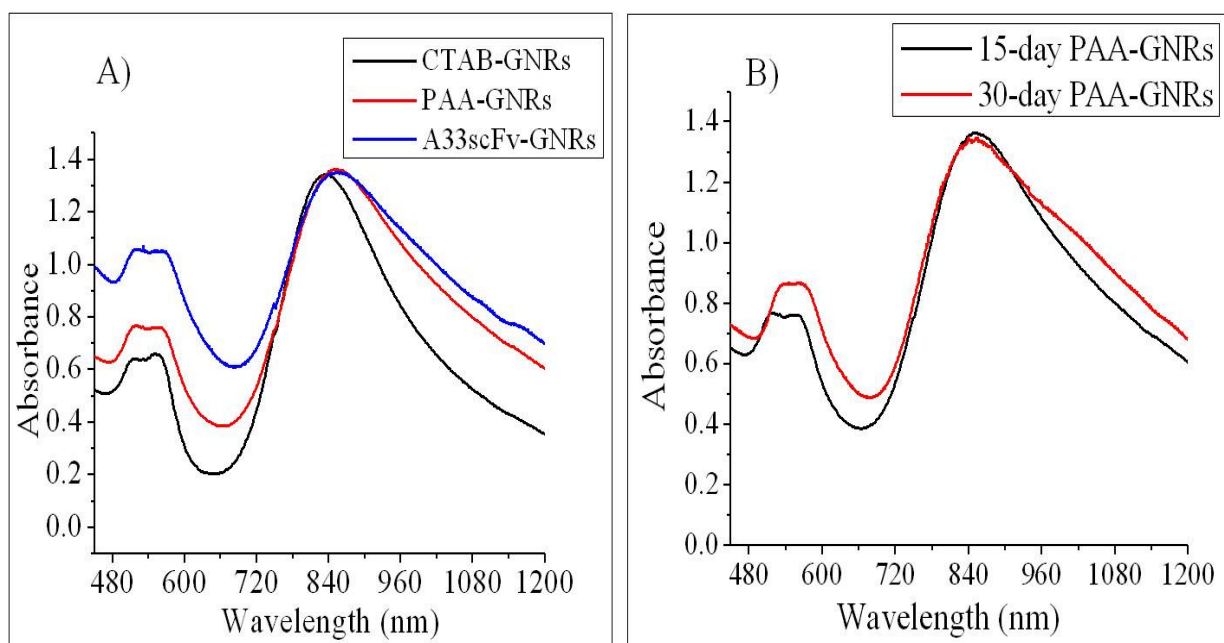 A)
CTAB-GNRs
PAA-GNRs
A33scFv-GNRs
Absorbance
1.4
1.2
1.0
0.8
0.6
0.4
0.2
0.0
480 600 720 840 960 1080 1200
Wavelength (nm)
B)
15-day PAA-GNRs
30-day PAA-GNRs
Absorbance
1.4
1.2
1.0
0.8
0.6
0.4
0.2
0.0
480 600 720 840 960 1080 1200
Wavelength (nm)